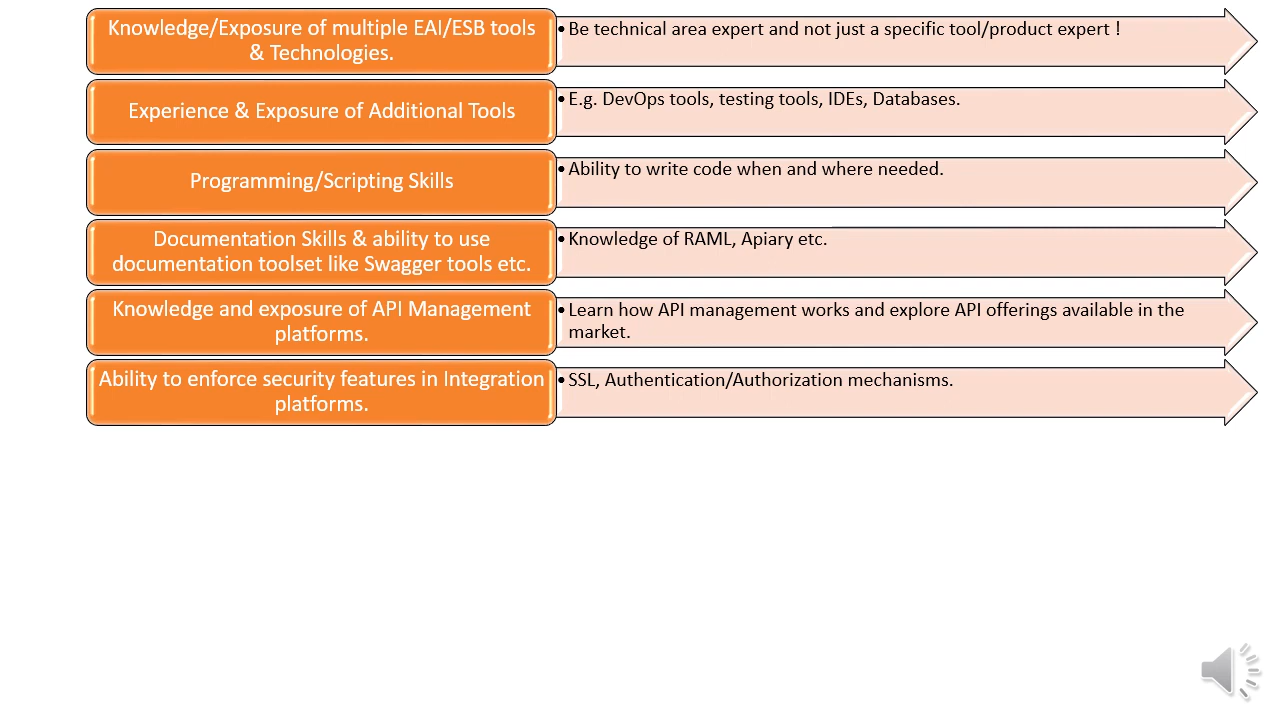 Knowledge/Exposure of multiple EAI/ESB tools
& Technologies.
• Be technical area expert and not just a specific tool/product expert !
Experience & Exposure of Additional Tools
• E.g. DevOps tools, testing tools, IDEs, Databases.
Programming/Scripting Skills
• Ability to write code when and where needed.
Documentation Skills & ability to use
documentation toolset like Swagger tools etc.
• Knowledge of RAML, Apiary etc.
Knowledge and exposure of API Management
platforms.
• Learn how API management works and explore API offerings available in the
market.
Ability to enforce security features in Integration
platforms.
• SSL, Authentication/Authorization mechanisms.